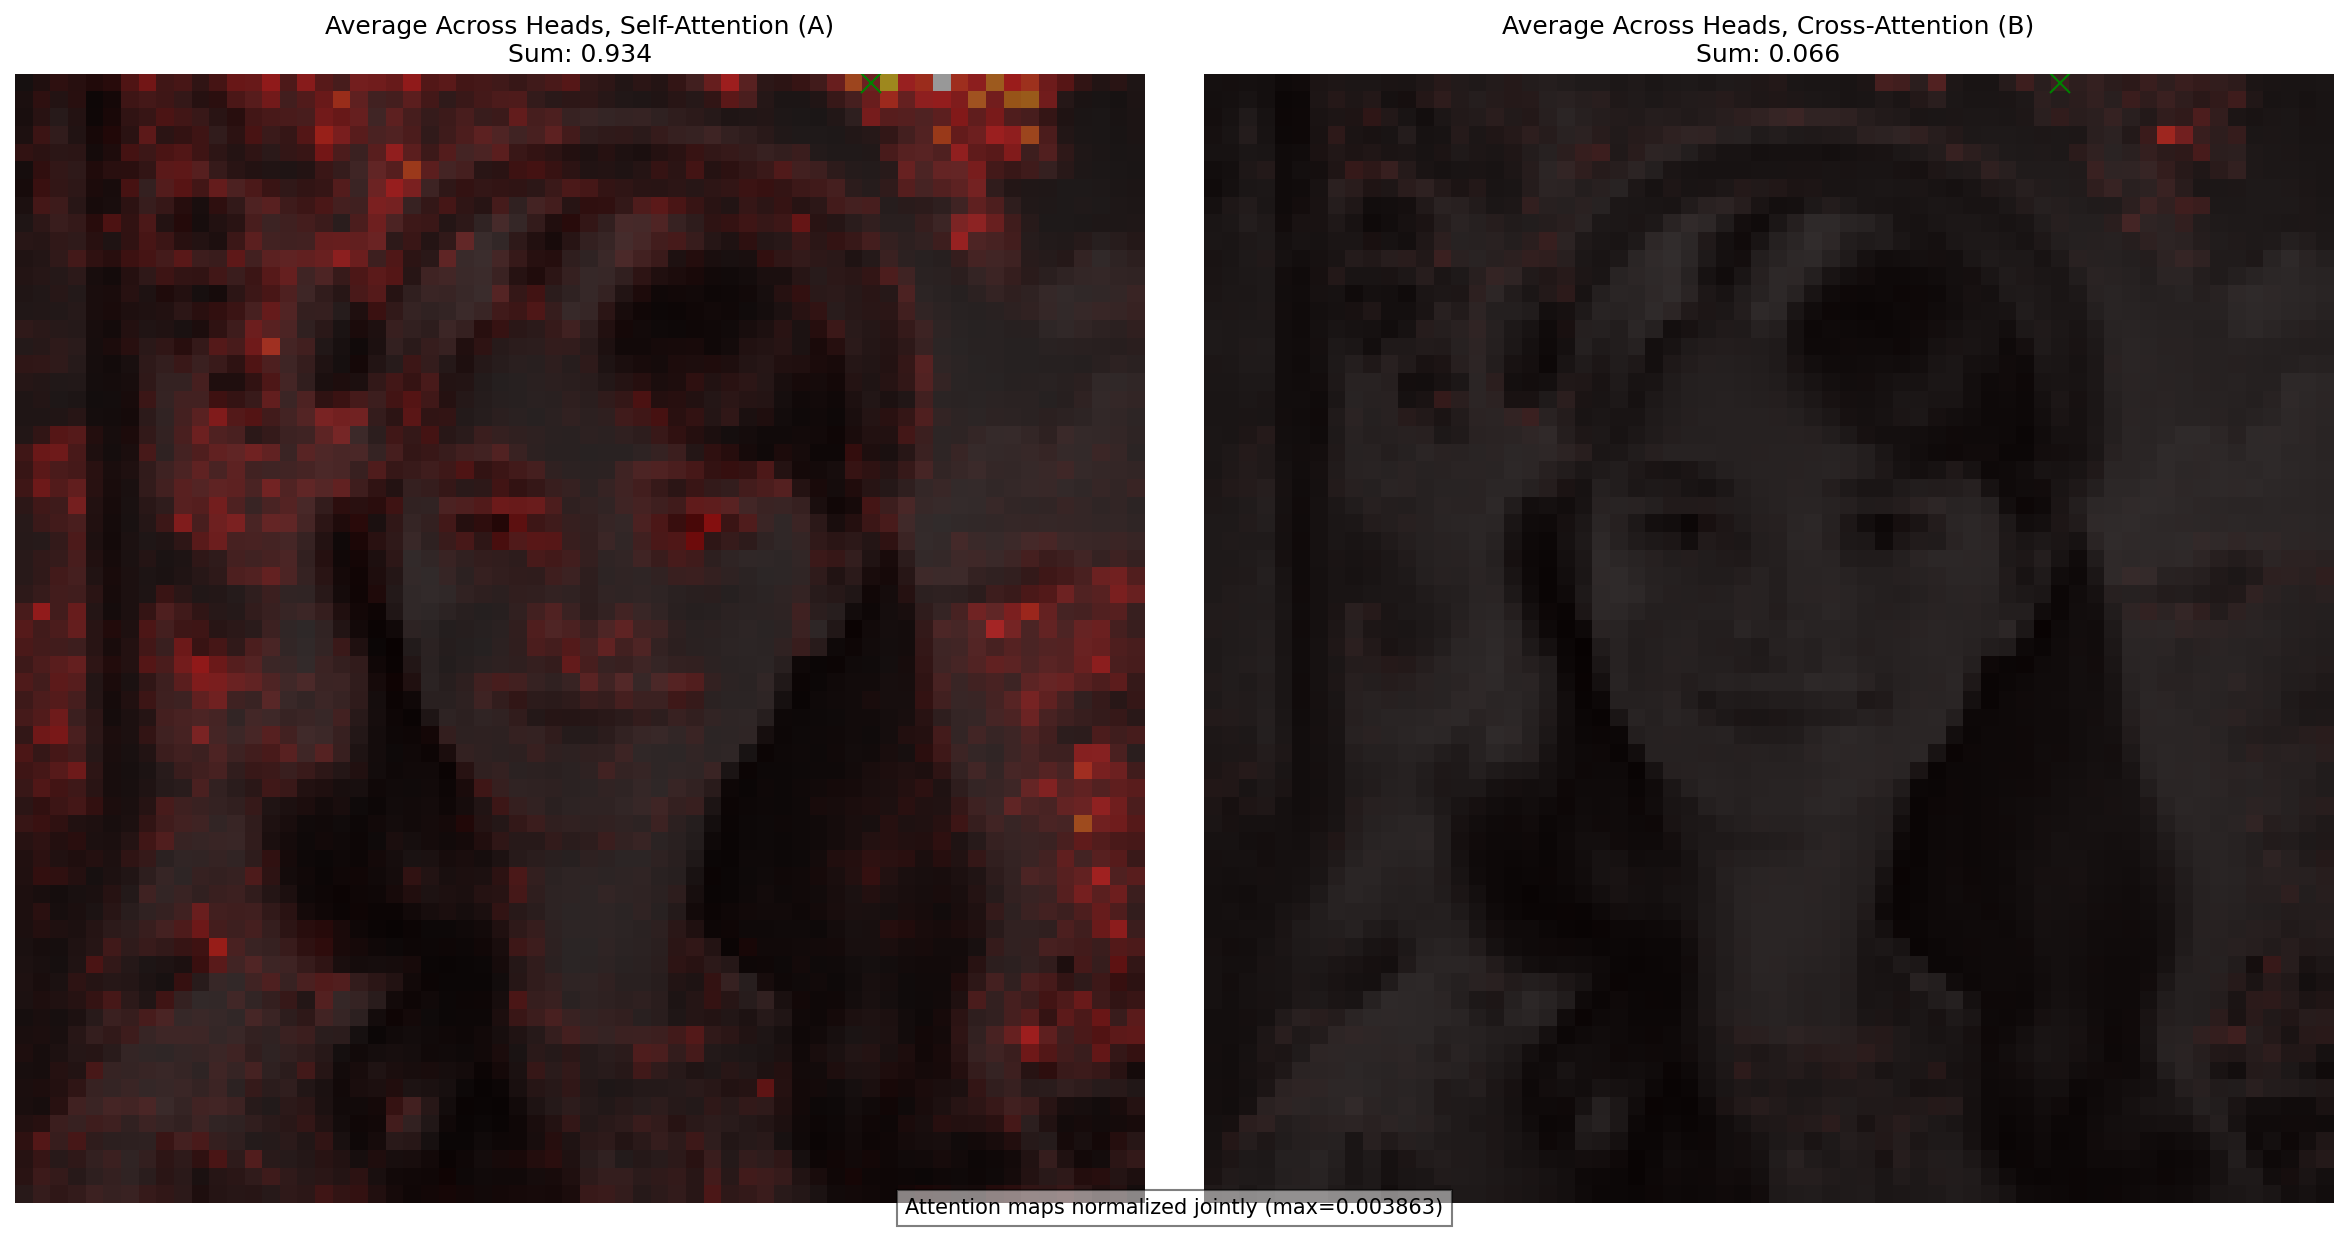 Average Across Heads, Self-Attention (A)
Sum: 0.934
Average Across Heads, Cross-Attention (B)
Sum: 0.066
Attention maps normalized jointly (max=0.003863)